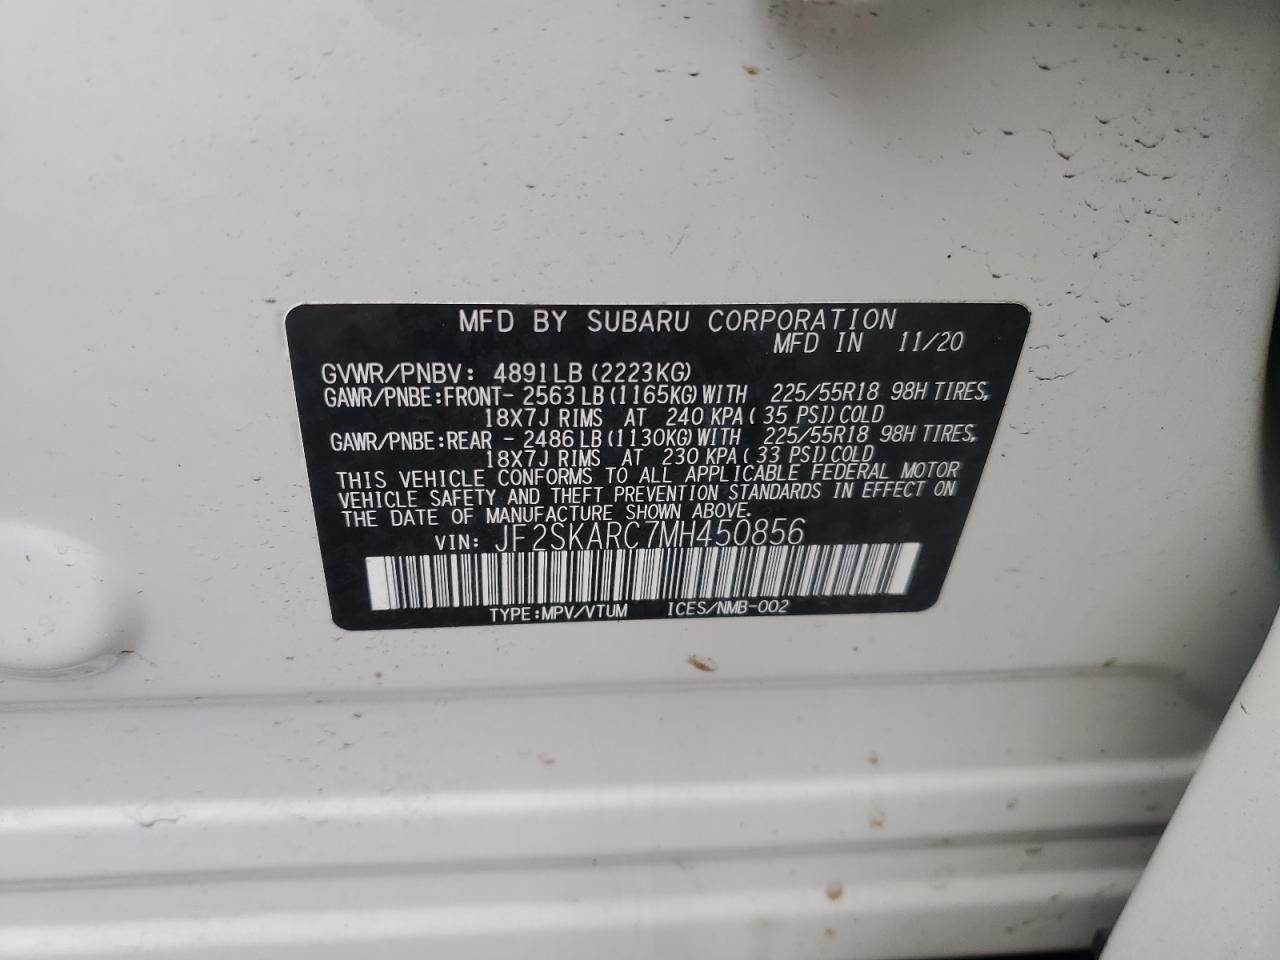 MFD BY SUBARU CORPORATION
MFD IN 11/20
GVWR/PNBV: 4891LB (2223KG)
GAWR/PNBE:FRONT- 2563LB (1165KG) WITH 225/55R18 98H TIRES,
18X7J RIMS AT 240 KPA ( 35 PSI) COLD
GAWR/PNBE:REAR - 2486LB (1130KG) WITH 225/55R18 98H TIRES,
18X7J RIMS AT 230 KPA ( 33 PSI) COLD
THIS VEHICLE CONFORMS TO ALL APPLICABLE FEDERAL MOTOR
VEHICLE SAFETY AND THEFT PREVENTION STANDARDS IN EFFECT ON
THE DATE OF MANUFACTURE SHOWN ABOVE.
VIN: JF2SKARC7MH450856
TYPE:MPV/VTUM ICES/NMB-002